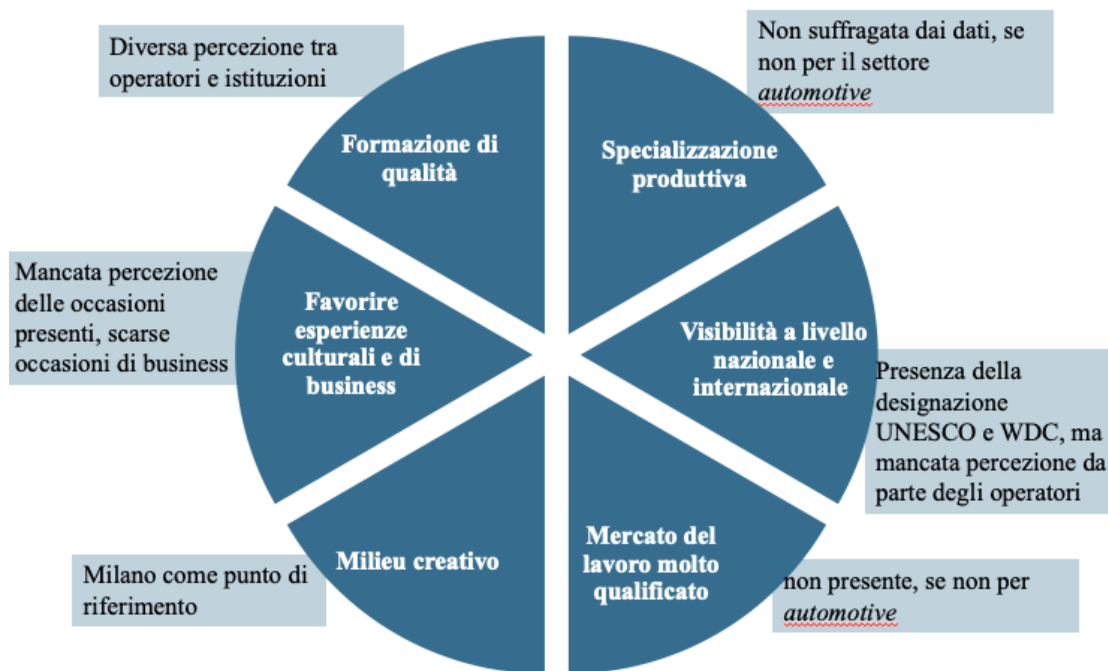 Diversa percezione tra
operatori e istituzioni
Non suffragata dai dati, se
non per il settore
automotive
Formazione di
qualità
Specializzazione
produttiva
Mancata percezione
delle occasioni
presenti, scarse
occasioni di business
Favorire
esperienze
culturali e di
business
Visibilità a livello
nazionale e
internazionale
Presenza della
designazione
UNESCO e WDC, ma
mancata percezione da
parte degli operatori
Milieu creativo
Mercato del
lavoro molto
qualificato
Milano come punto di
riferimento
non presente, se non per
automotive